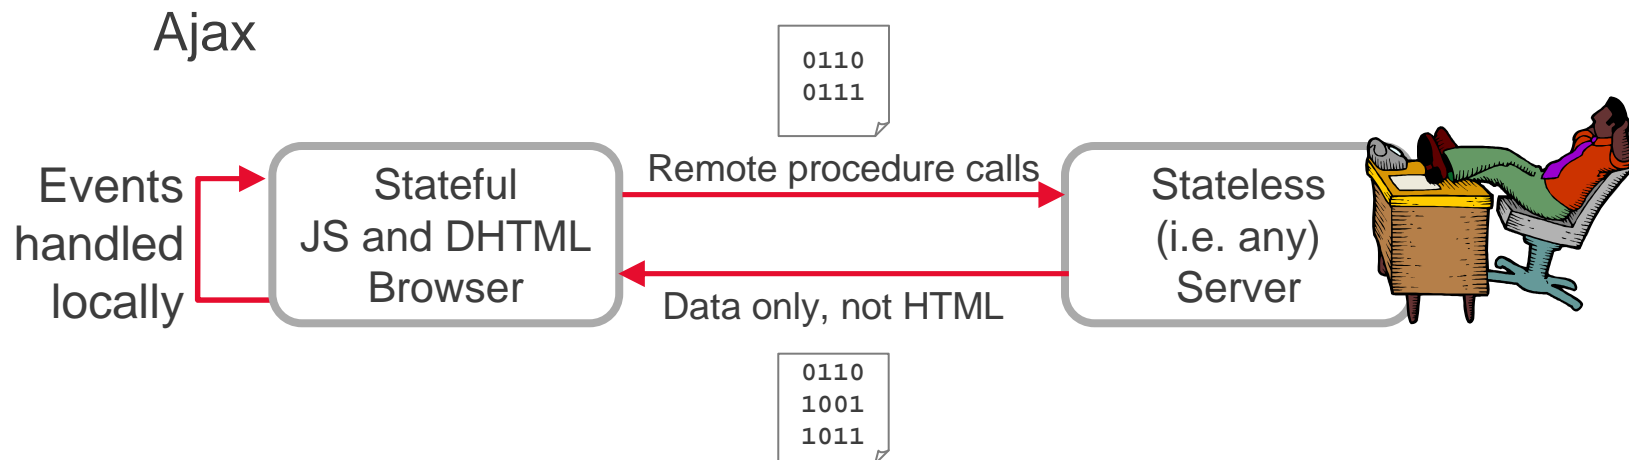 Ajax
0110
0111
Events
handled
locally
Stateful
JS and DHTML
Browser
Remote procedure calls
Data only, not HTML
Stateless
(i.e. any)
Server
0110
1001
1011